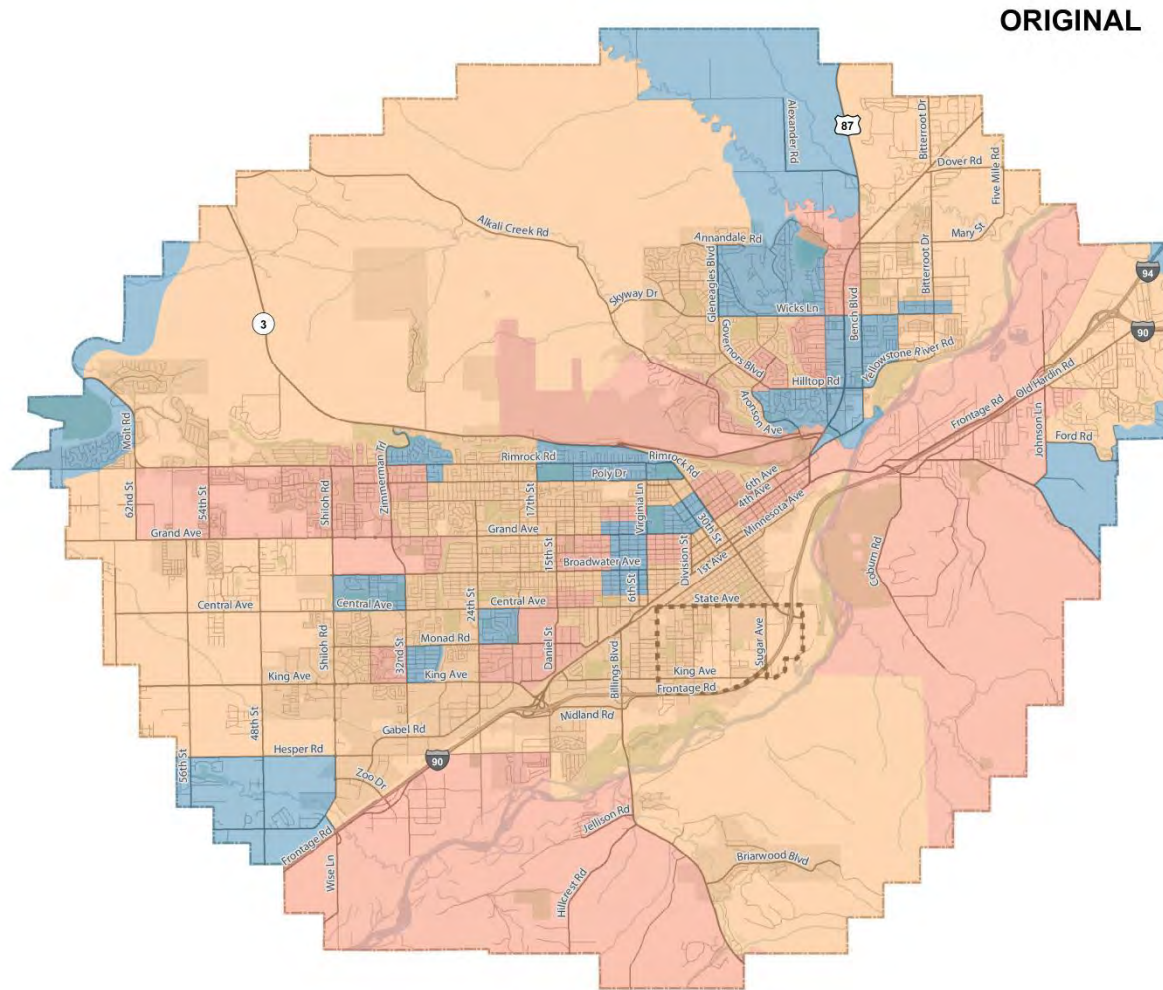 ORIGINAL
Alexander Rd
87
Bitterroot Dr
Dover Rd
Five Mile Rd
Alkali Creek Rd
Annandale Rd
Mary St
Gleneagles Blvd
Bitterroot Dr
94
Skyway Dr
Wicks Ln
Bench Blvd
3
90
Governors Blvd
Yellowstone River Rd
Hilltop Rd
Old Hardin Rd
Aronson Ave
Frontage Rd
Johnson Ln
Molt Rd
Zimmerman Trl
Ford Rd
Rimrock Rd
Rimrock Rd
Poly Dr
6th Ave
4th Ave
Minnesota Ave
62nd St
54th St
Shiloh Rd
17th St
Virginia Ln
30th St
Grand Ave
Grand Ave
Division St
1st Ave
Coburn Rd
15th St
Broadwater Ave
6th St
State Ave
Central Ave
Central Ave
24th St
Central Ave
Monad Rd
Daniel St
Billings Blvd
Sugar Ave
Shiloh Rd
32nd St
King Ave
King Ave
King Ave
Frontage Rd
48th St
Midland Rd
Gabel Rd
Hesper Rd
90
56th St
Zoo Dr
Frontage Rd
Jellison Rd
Wise Ln
Briarwood Blvd
Hillcrest Rd